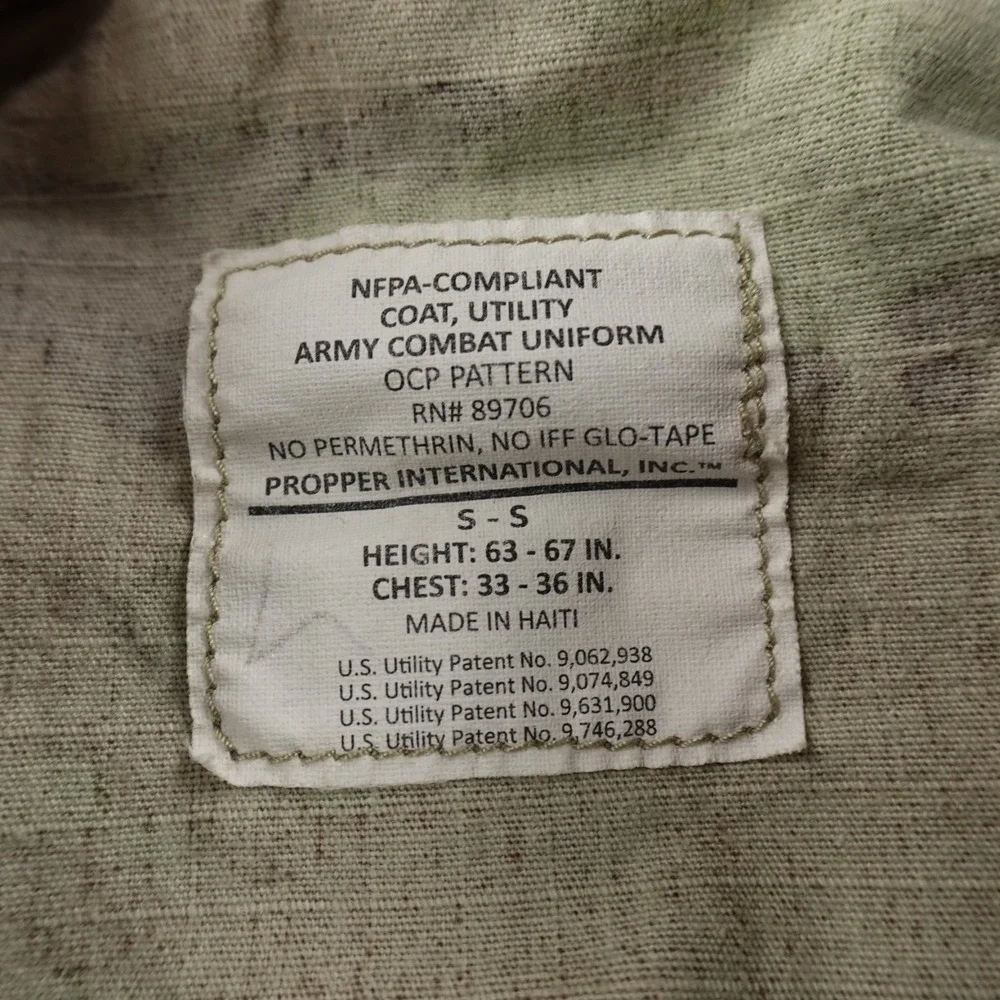 NFPA-COMPLIANT
COAT, UTILITY
ARMY COMBAT UNIFORM
OCP PATTERN
RN# 89706
NO PERMETHRIN, NO IFF GLO-TAPE
PROPPER INTERNATIONAL, INC.™
S - S
HEIGHT: 63 - 67 IN.
CHEST: 33 - 36 IN.
MADE IN HAITI
U.S. Utility Patent No. 9,062,938
U.S. Utility Patent No. 9,074,849
U.S. Utility Patent No. 9,631,900
U.S. Utility Patent No. 9,746,288